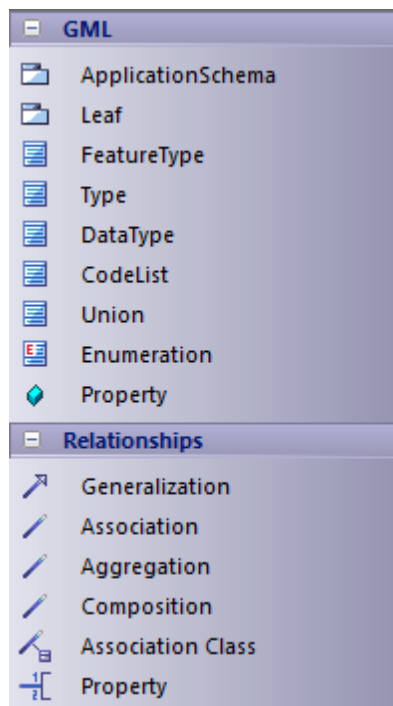 GML
ApplicationSchema
Leaf
FeatureType
Type
DataType
CodeList
Union
Enumeration
Property
Relationships
Generalization
Association
Aggregation
Composition
Association Class
Property